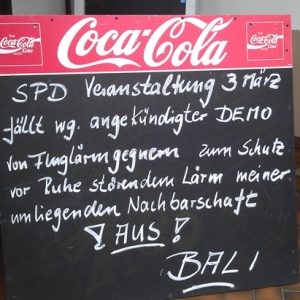 Coca-Cola
Coca-Cola
Coca-Cola
SPD Veranstaltung 3 März
fällt wg. angekündigter DEMO
von Fluglärmgegnern zum Schutz
vor Ruhe störendem Lärm meiner
umliegenden Nachbarschaft
! AUS !
BALI